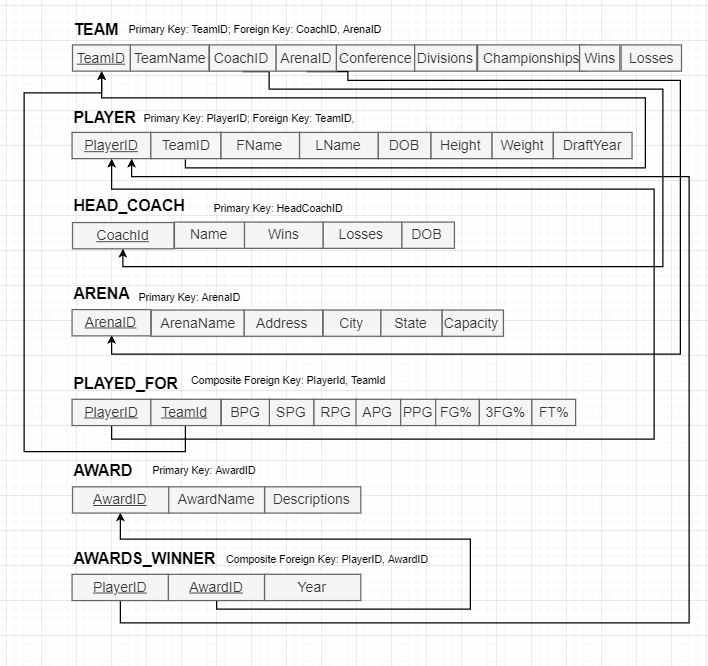 TEAM Primary Key: TeamID; Foreign Key: CoachID, ArenaID
TeamID TeamName CoachID ArenaID Conference Divisions Championships Wins Losses
PLAYER Primary Key: PlayerID; Foreign Key: TeamID,
PlayerID TeamID FName LName DOB Height Weight DraftYear
HEAD_COACH Primary Key: HeadCoachID
CoachId Name Wins Losses DOB
ARENA Primary Key: ArenaID
ArenaID ArenaName Address City State Capacity
PLAYED_FOR Composite Foreign Key: PlayerId, TeamId
PlayerID TeamId BPG SPG RPG APG PPG FG% 3FG% FT%
AWARD Primary Key: AwardID
AwardID AwardName Descriptions
AWARDS_WINNER Composite Foreign Key: PlayerID, AwardID
PlayerID AwardID Year